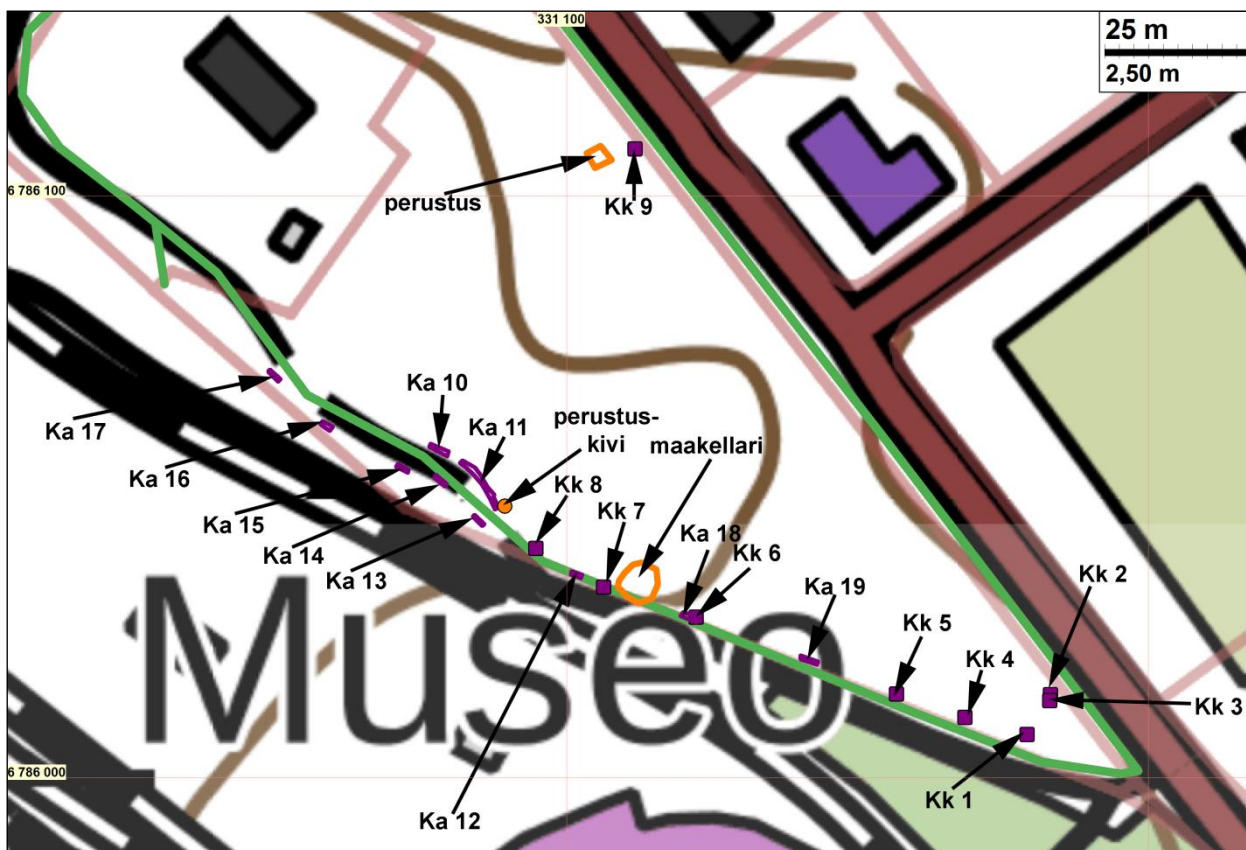 331 100
25 m
2,50 m
6 786 100
perustus
Kk 9
Ka 10
Ka 17
Ka 11
perustus-
kivi
maakellari
Ka 16
Kk 8
Kk 7
Ka 15
Ka 18
Kk 6
Ka 14
Ka 13
Kk 2
Ka 19
Kk 5
Kk 4
Museo
Kk 3
6 786 000
Kk 1
Ka 12